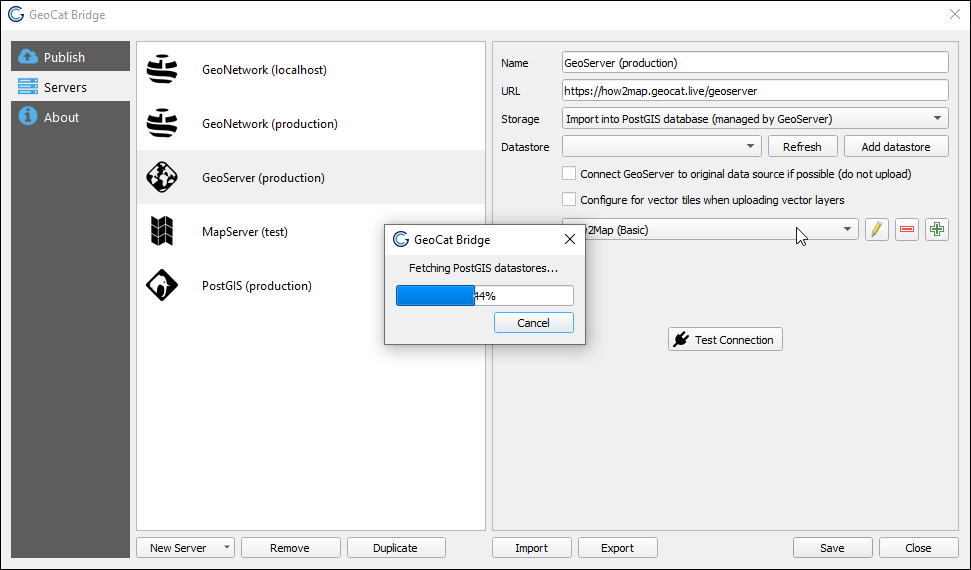 GeoCat Bridge
Publish
Servers
About
GeoNetwork (localhost)
GeoNetwork (production)
GeoServer (production)
MapServer (test)
PostGIS (production)
Name
GeoServer (production)
URL
https://how2map.geocat.live/geoserver
Storage
Import into PostGIS database (managed by GeoServer)
Datastore
Refresh
Add datastore
Connect GeoServer to original data source if possible (do not upload)
Configure for vector tiles when uploading vector layers
(Basic)
Test Connection
GeoCat Bridge
Fetching PostGIS datastores...
44%
Cancel
New Server
Remove
Duplicate
Import
Export
Save
Close